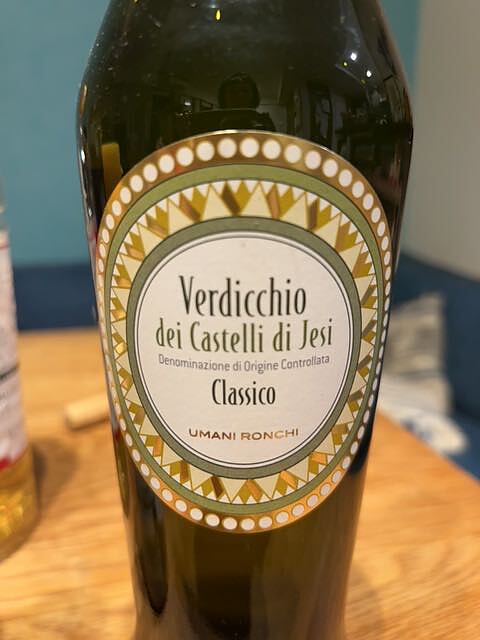 Verdicchio
dei Castelli di Jesi
Denominazione di Origine Controllata
Classico
UMANI RONCHI